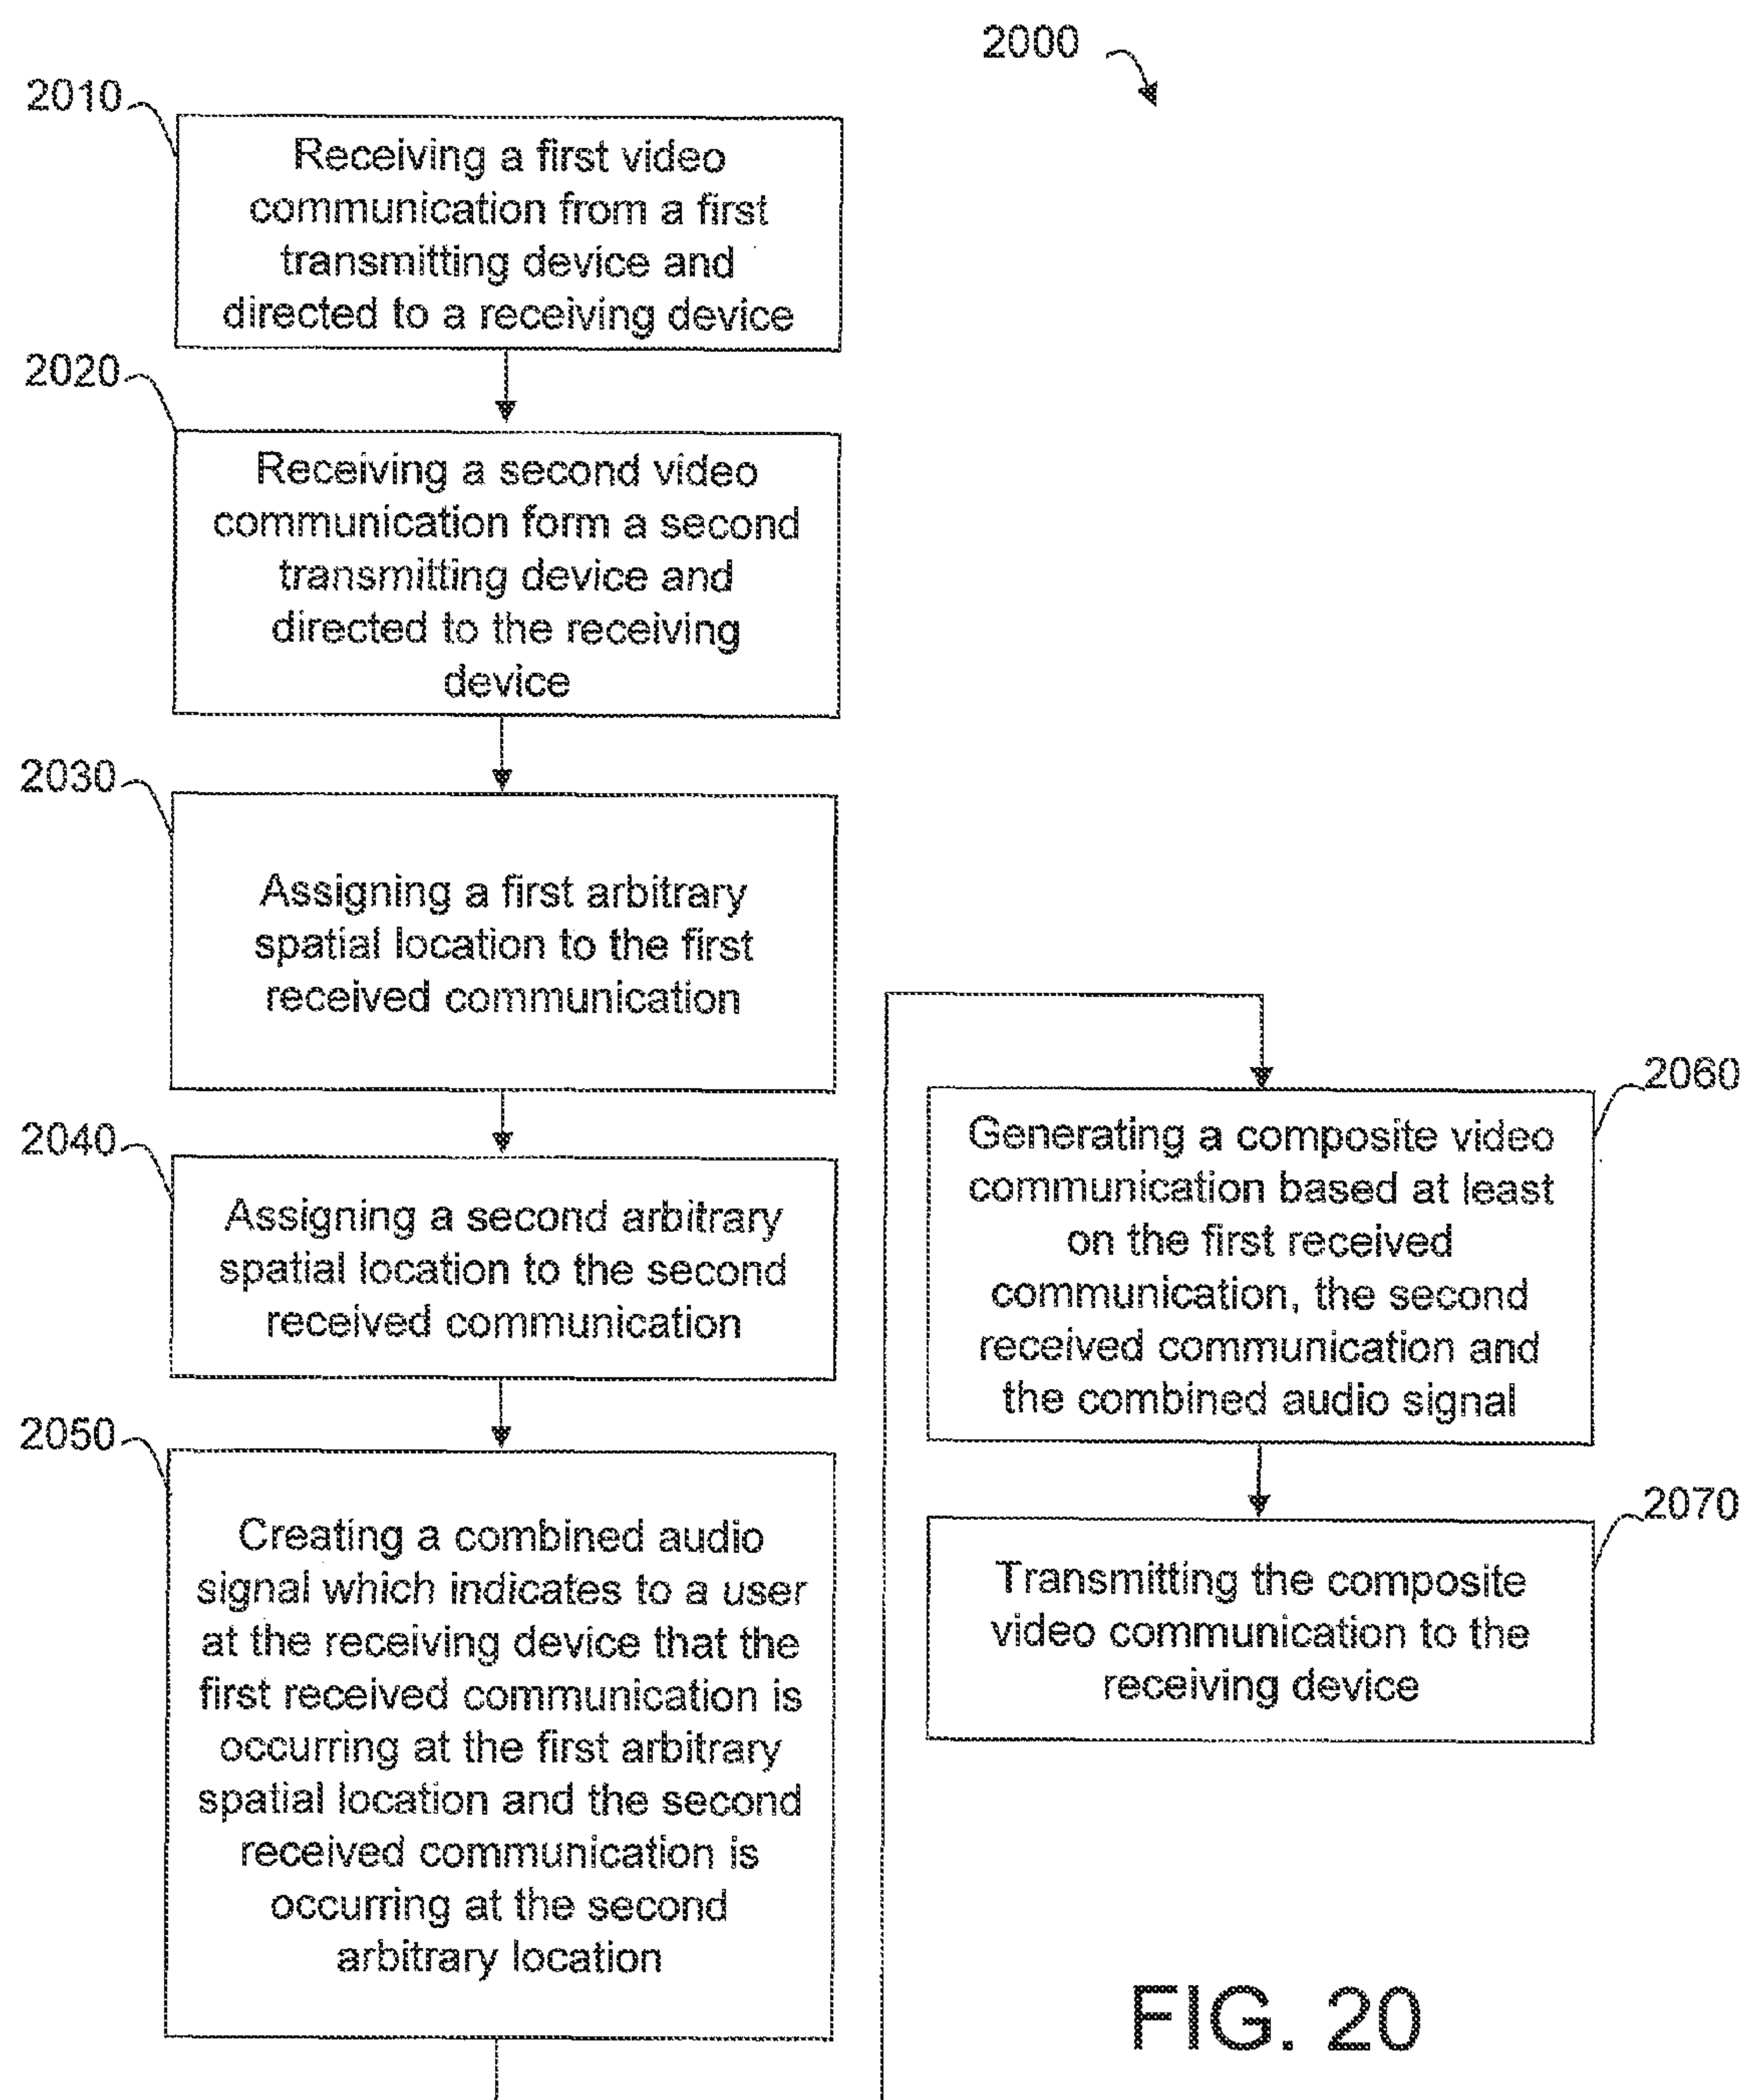 2000
2010
Receiving a first video
communication from a first
transmitting device and
directed to a receiving device
2020
Receiving a second video
communication form a second
transmitting device and
directed to the receiving
device
2030
Assigning a first arbitrary
spatial location to the first
received communication
2040
Assigning a second arbitrary
spatial location to the second
received communication
2050
Creating a combined audio
signal which indicates to a user
at the receiving device that the
first received communication is
occurring at the first arbitrary
spatial location and the second
received communication is
occurring at the second
arbitrary location
2060
Generating a composite video
communication based at least
on the first received
communication, the second
received communication and
the combined audio signal
2070
Transmitting the composite
video communication to the
receiving device
FIG. 20